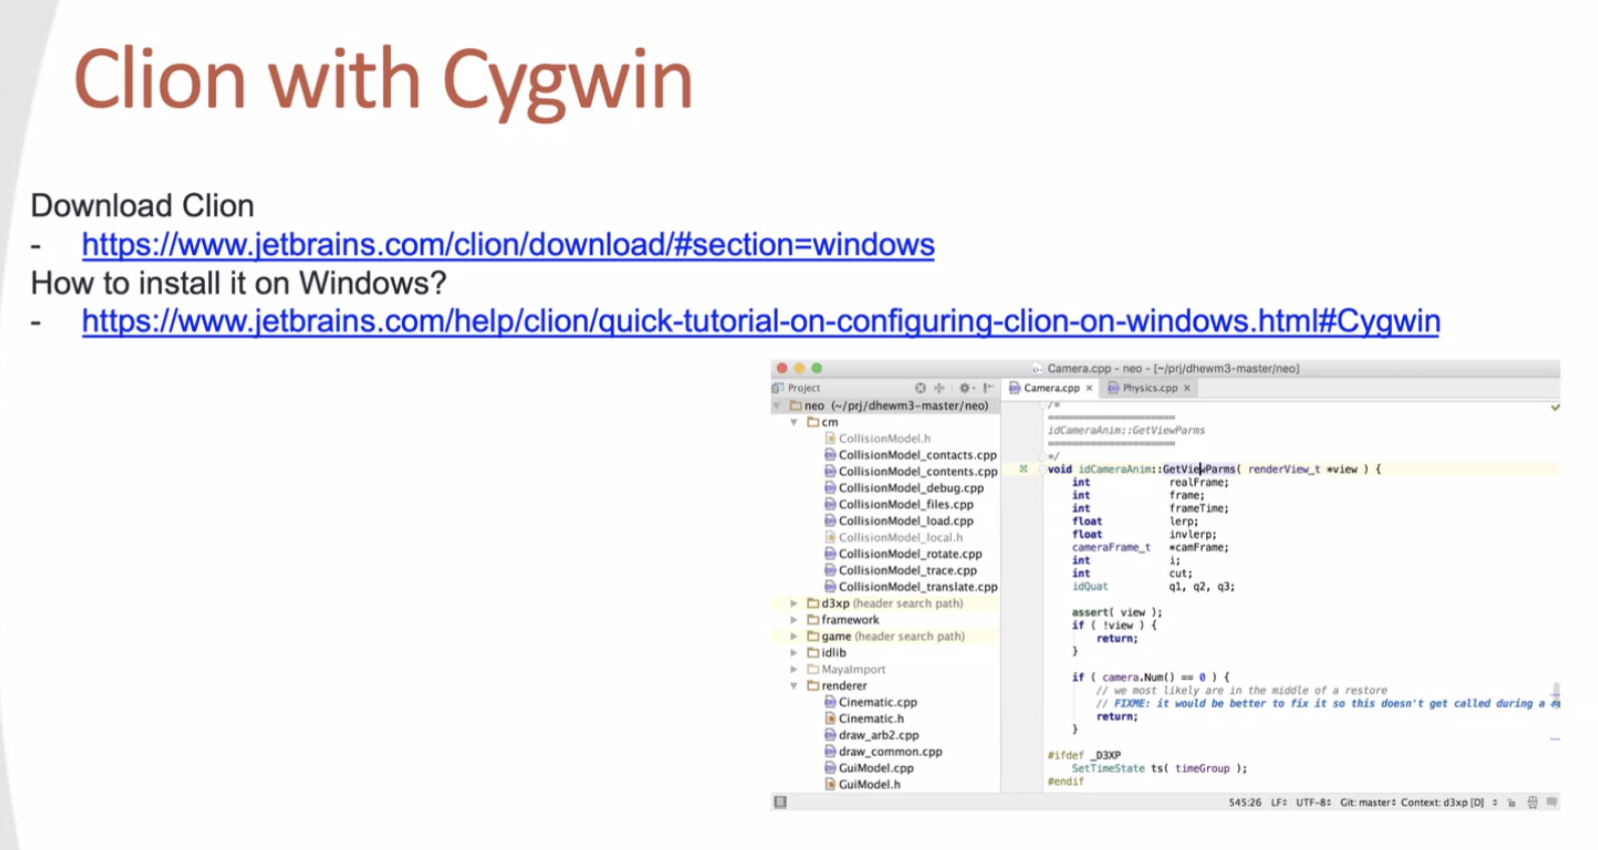 Clion with Cygwin
Download Clion
- https://www.jetbrains.com/clion/download/#section=windows
How to install it on Windows?
- https://www.jetbrains.com/help/clion/quick-tutorial-on-configuring-clion-on-windows.html#Cygwin
Camera.cpp - neo - [~/prj/dhewm3-master/neo]
Project
Camera.cpp × Physics.cpp ×
neo (~/prj/dhewm3-master/neo)
cm
CollisionModel.h
CollisionModel_contacts.cpp
CollisionModel_contents.cpp
CollisionModel_debug.cpp
CollisionModel_files.cpp
CollisionModel_load.cpp
CollisionModel_local.h
CollisionModel_rotate.cpp
CollisionModel_trace.cpp
CollisionModel_translate.cpp
d3xp (header search path)
framework
game (header search path)
idlib
MayaImport
renderer
Cinematic.cpp
Cinematic.h
draw_arb2.cpp
draw_common.cpp
GuiModel.cpp
GuiModel.h
/*
=====================
idCameraAnim::GetViewParms
=====================
*/
void idCameraAnim::GetViewParms( renderView_t *view ) {
int realFrame;
int frame;
int frameTime;
float lerp;
float invlerp;
cameraFrame_t *camFrame;
int i;
int cut;
idQuat q1, q2, q3;
assert( view );
if ( !view ) {
return;
}
if ( camera.Num() == 0 ) {
// we most likely are in the middle of a restore
// FIXME: it would be better to fix it so this doesn't get called during a
return;
}
#ifdef _D3XP
SetTimeState ts( timeGroup );
#endif
545:26 LF UTF-8 Git: master Context: d3xp [D]